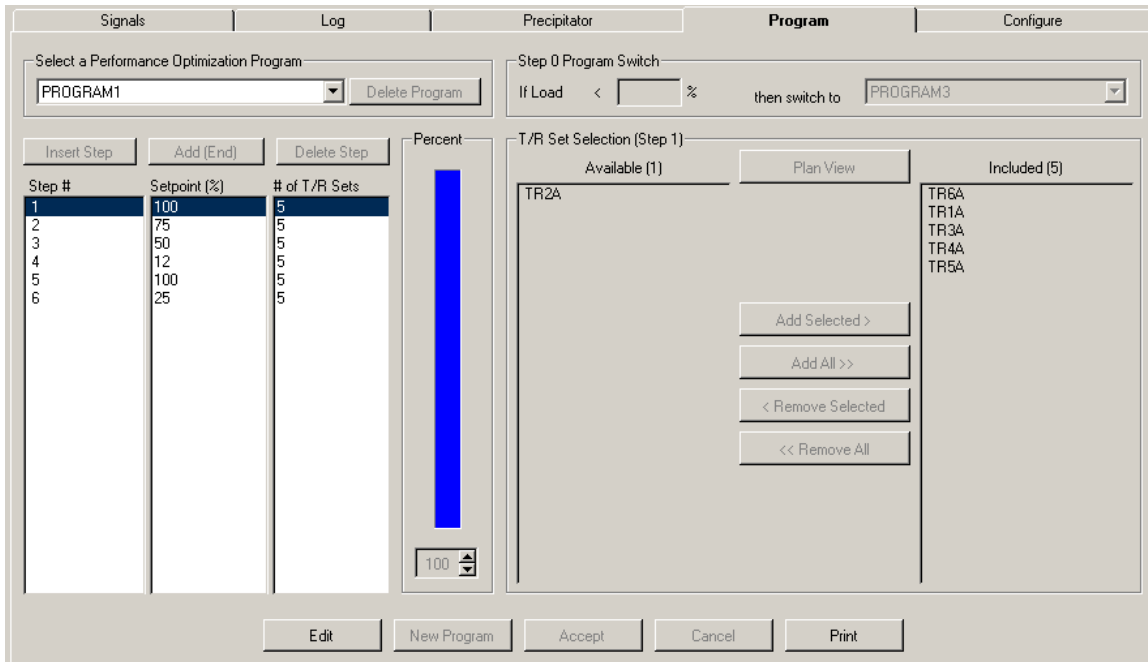 Signals Log Precipitator Program Configure
Select a Performance Optimization Program
PROGRAM1 Delete Program
Step 0 Program Switch
If Load < % then switch to PROGRAM3
Insert Step Add (End) Delete Step
Step # Setpoint (%) # of T/R Sets
1 100 5
2 75 5
3 50 5
4 12 5
5 100 5
6 25 5
Percent
100
T/R Set Selection (Step 1)
Available (1)
TR2A
Plan View
Add Selected >
Add All >>
< Remove Selected
<< Remove All
Included (5)
TR6A
TR1A
TR3A
TR4A
TR5A
Edit New Program Accept Cancel Print